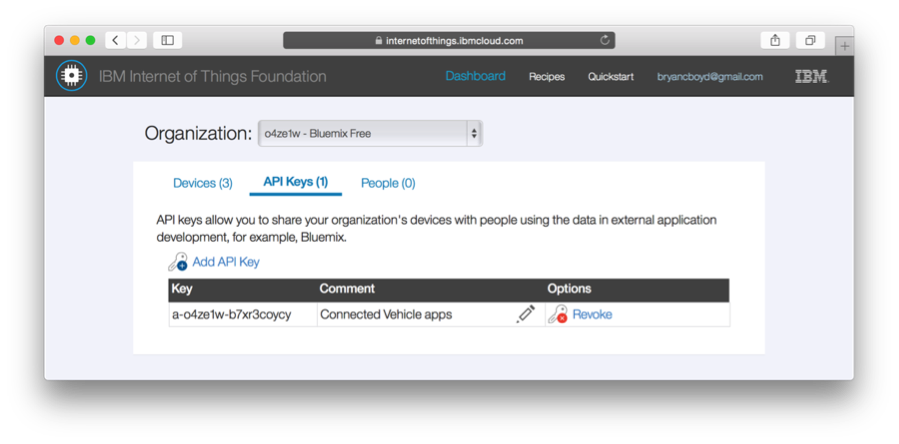 internetofthings.ibmcloud.com
IBM Internet of Things Foundation
Dashboard
Recipes
Quickstart
bryancboyd@gmail.com
IBM
Organization:
o4ze1w - Bluemix Free
Devices (3)
API Keys (1)
People (0)
API keys allow you to share your organization's devices with people using the data in external application
development, for example, Bluemix.
Add API Key
Key
Comment
Options
a-o4ze1w-b7xr3coycy
Connected Vehicle apps
Revoke